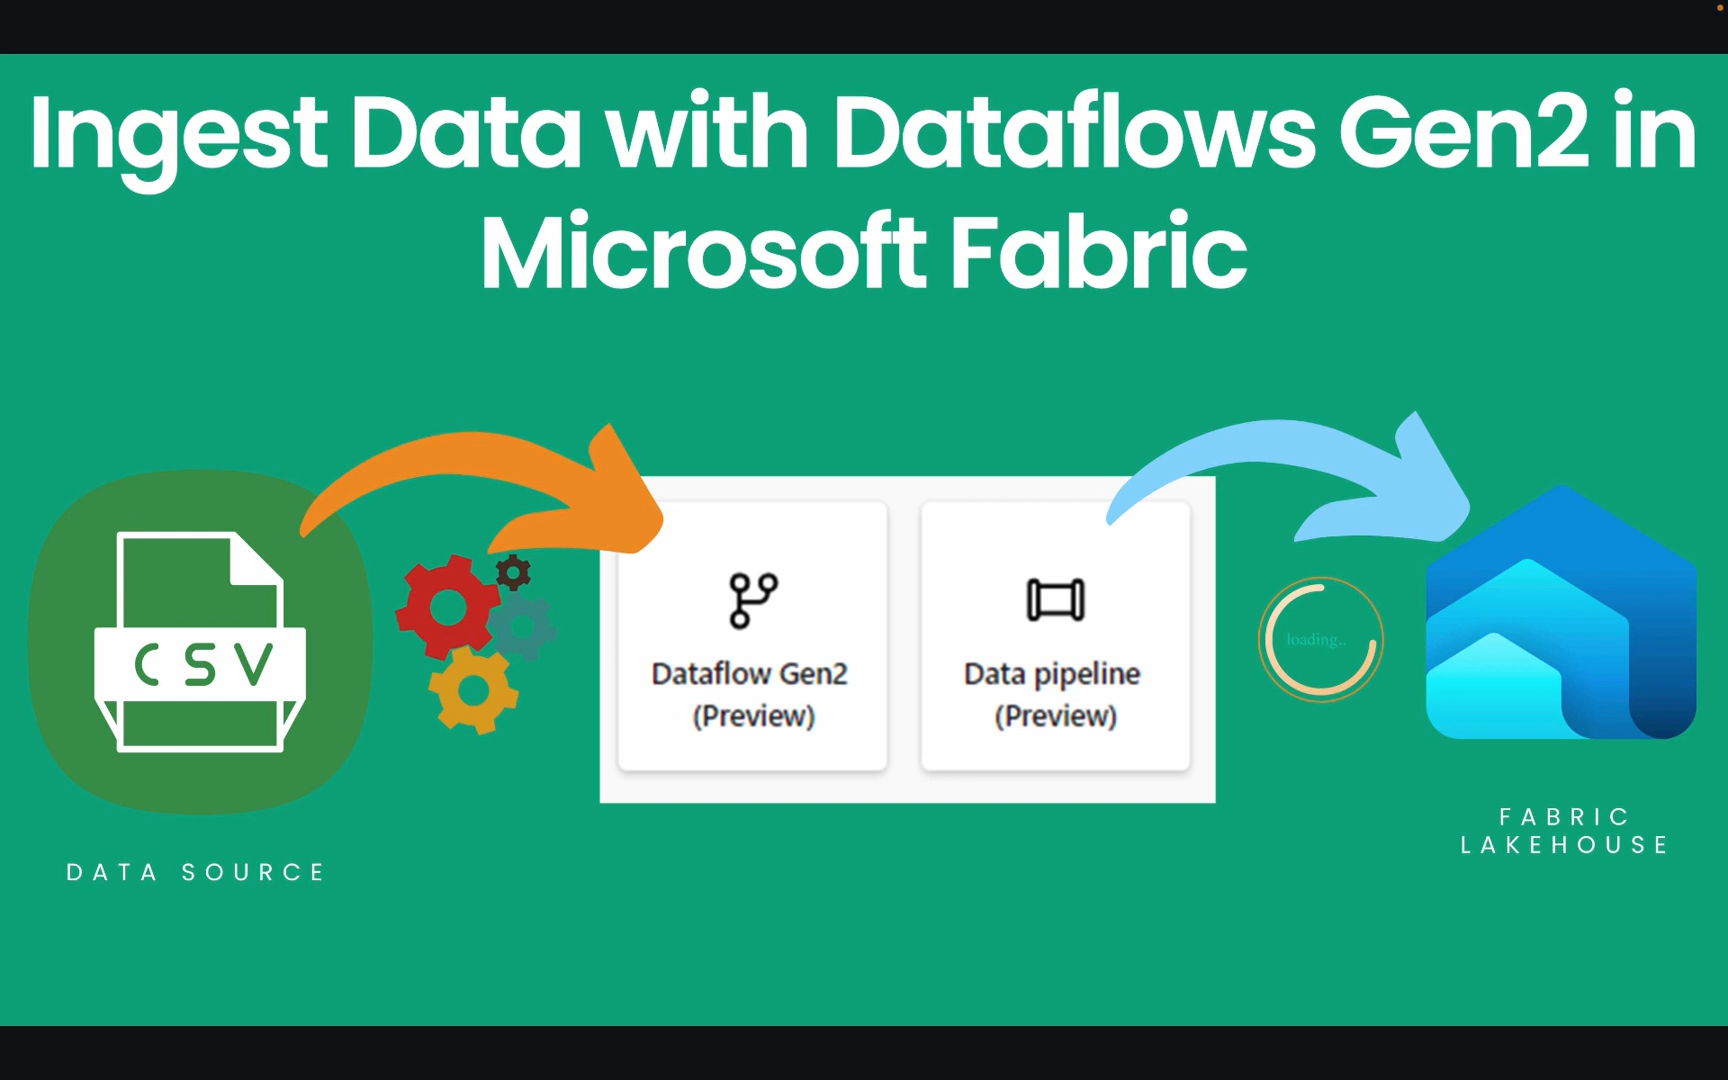 Ingest Data with Dataflows Gen2 in
Microsoft Fabric
CSV
DATA SOURCE
Dataflow Gen2
(Preview)
Data pipeline
(Preview)
loading..
FABRIC
LAKEHOUSE